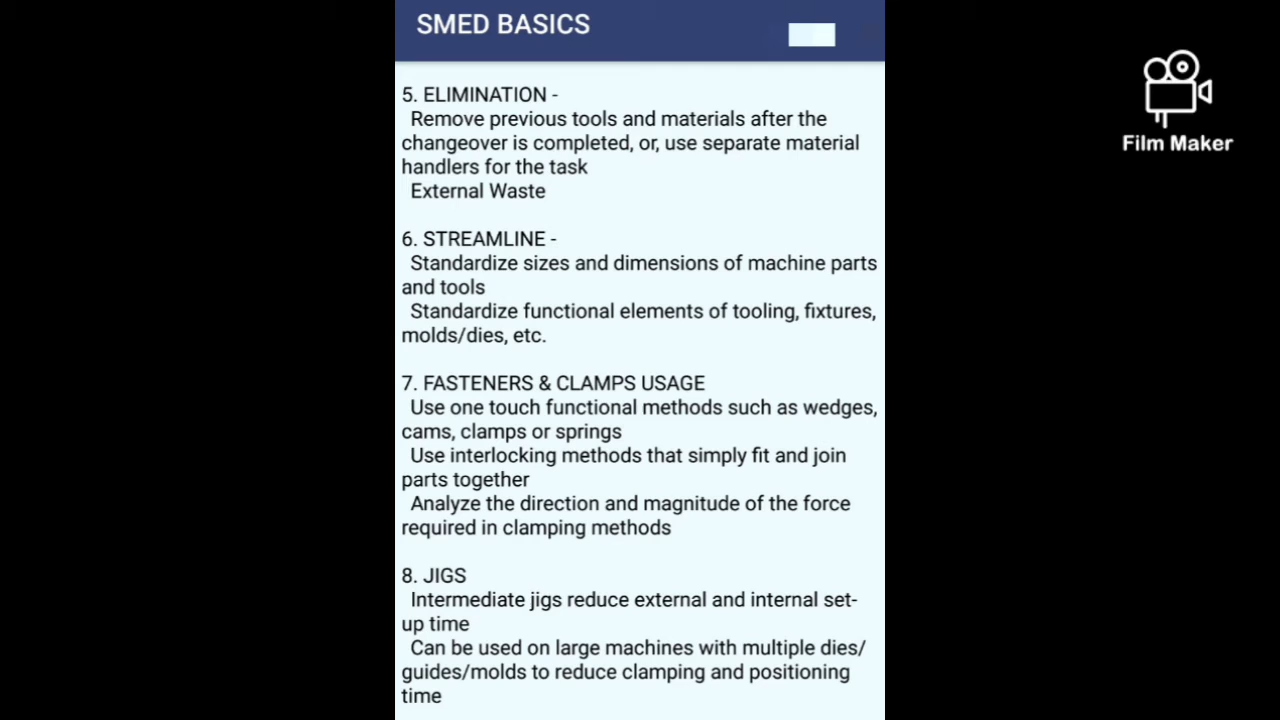 SMED BASICS
5. ELIMINATION -
Remove previous tools and materials after the
changeover is completed, or, use separate material
handlers for the task
External Waste
6. STREAMLINE -
Standardize sizes and dimensions of machine parts
and tools
Standardize functional elements of tooling, fixtures,
molds/dies, etc.
7. FASTENERS & CLAMPS USAGE
Use one touch functional methods such as wedges,
cams, clamps or springs
Use interlocking methods that simply fit and join
parts together
Analyze the direction and magnitude of the force
required in clamping methods
8. JIGS
Intermediate jigs reduce external and internal set-
up time
Can be used on large machines with multiple dies/
guides/molds to reduce clamping and positioning
time
Film Maker